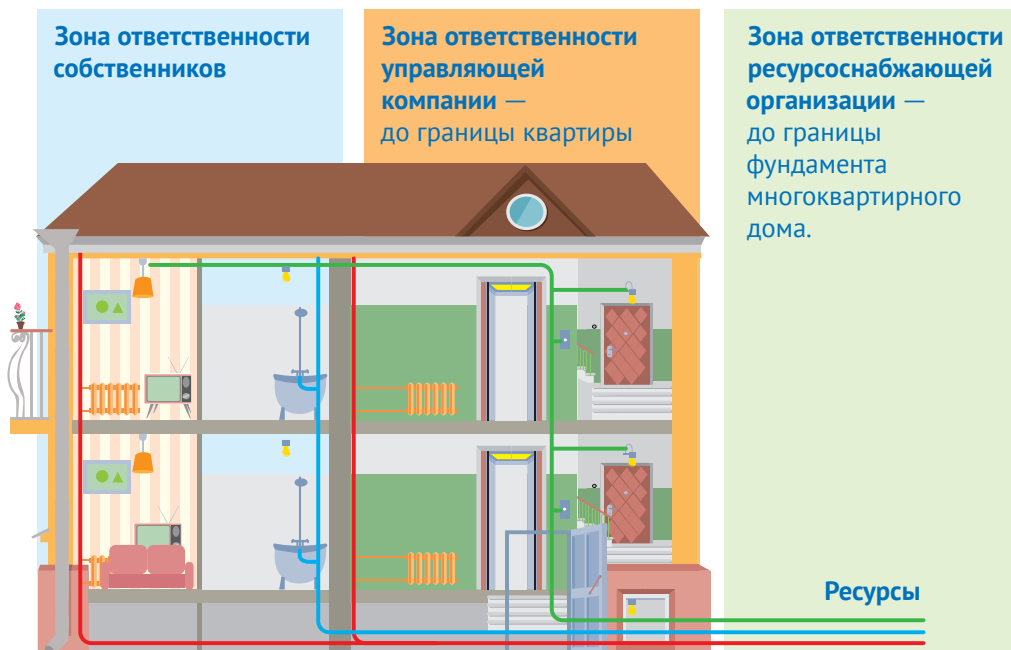 Зона ответственности
собственников
Зона ответственности
управляющей
компании —
до границы квартиры
Зона ответственности
ресурсоснабжающей
организации —
до границы
фундамента
многоквартирного
дома.
Ресурсы